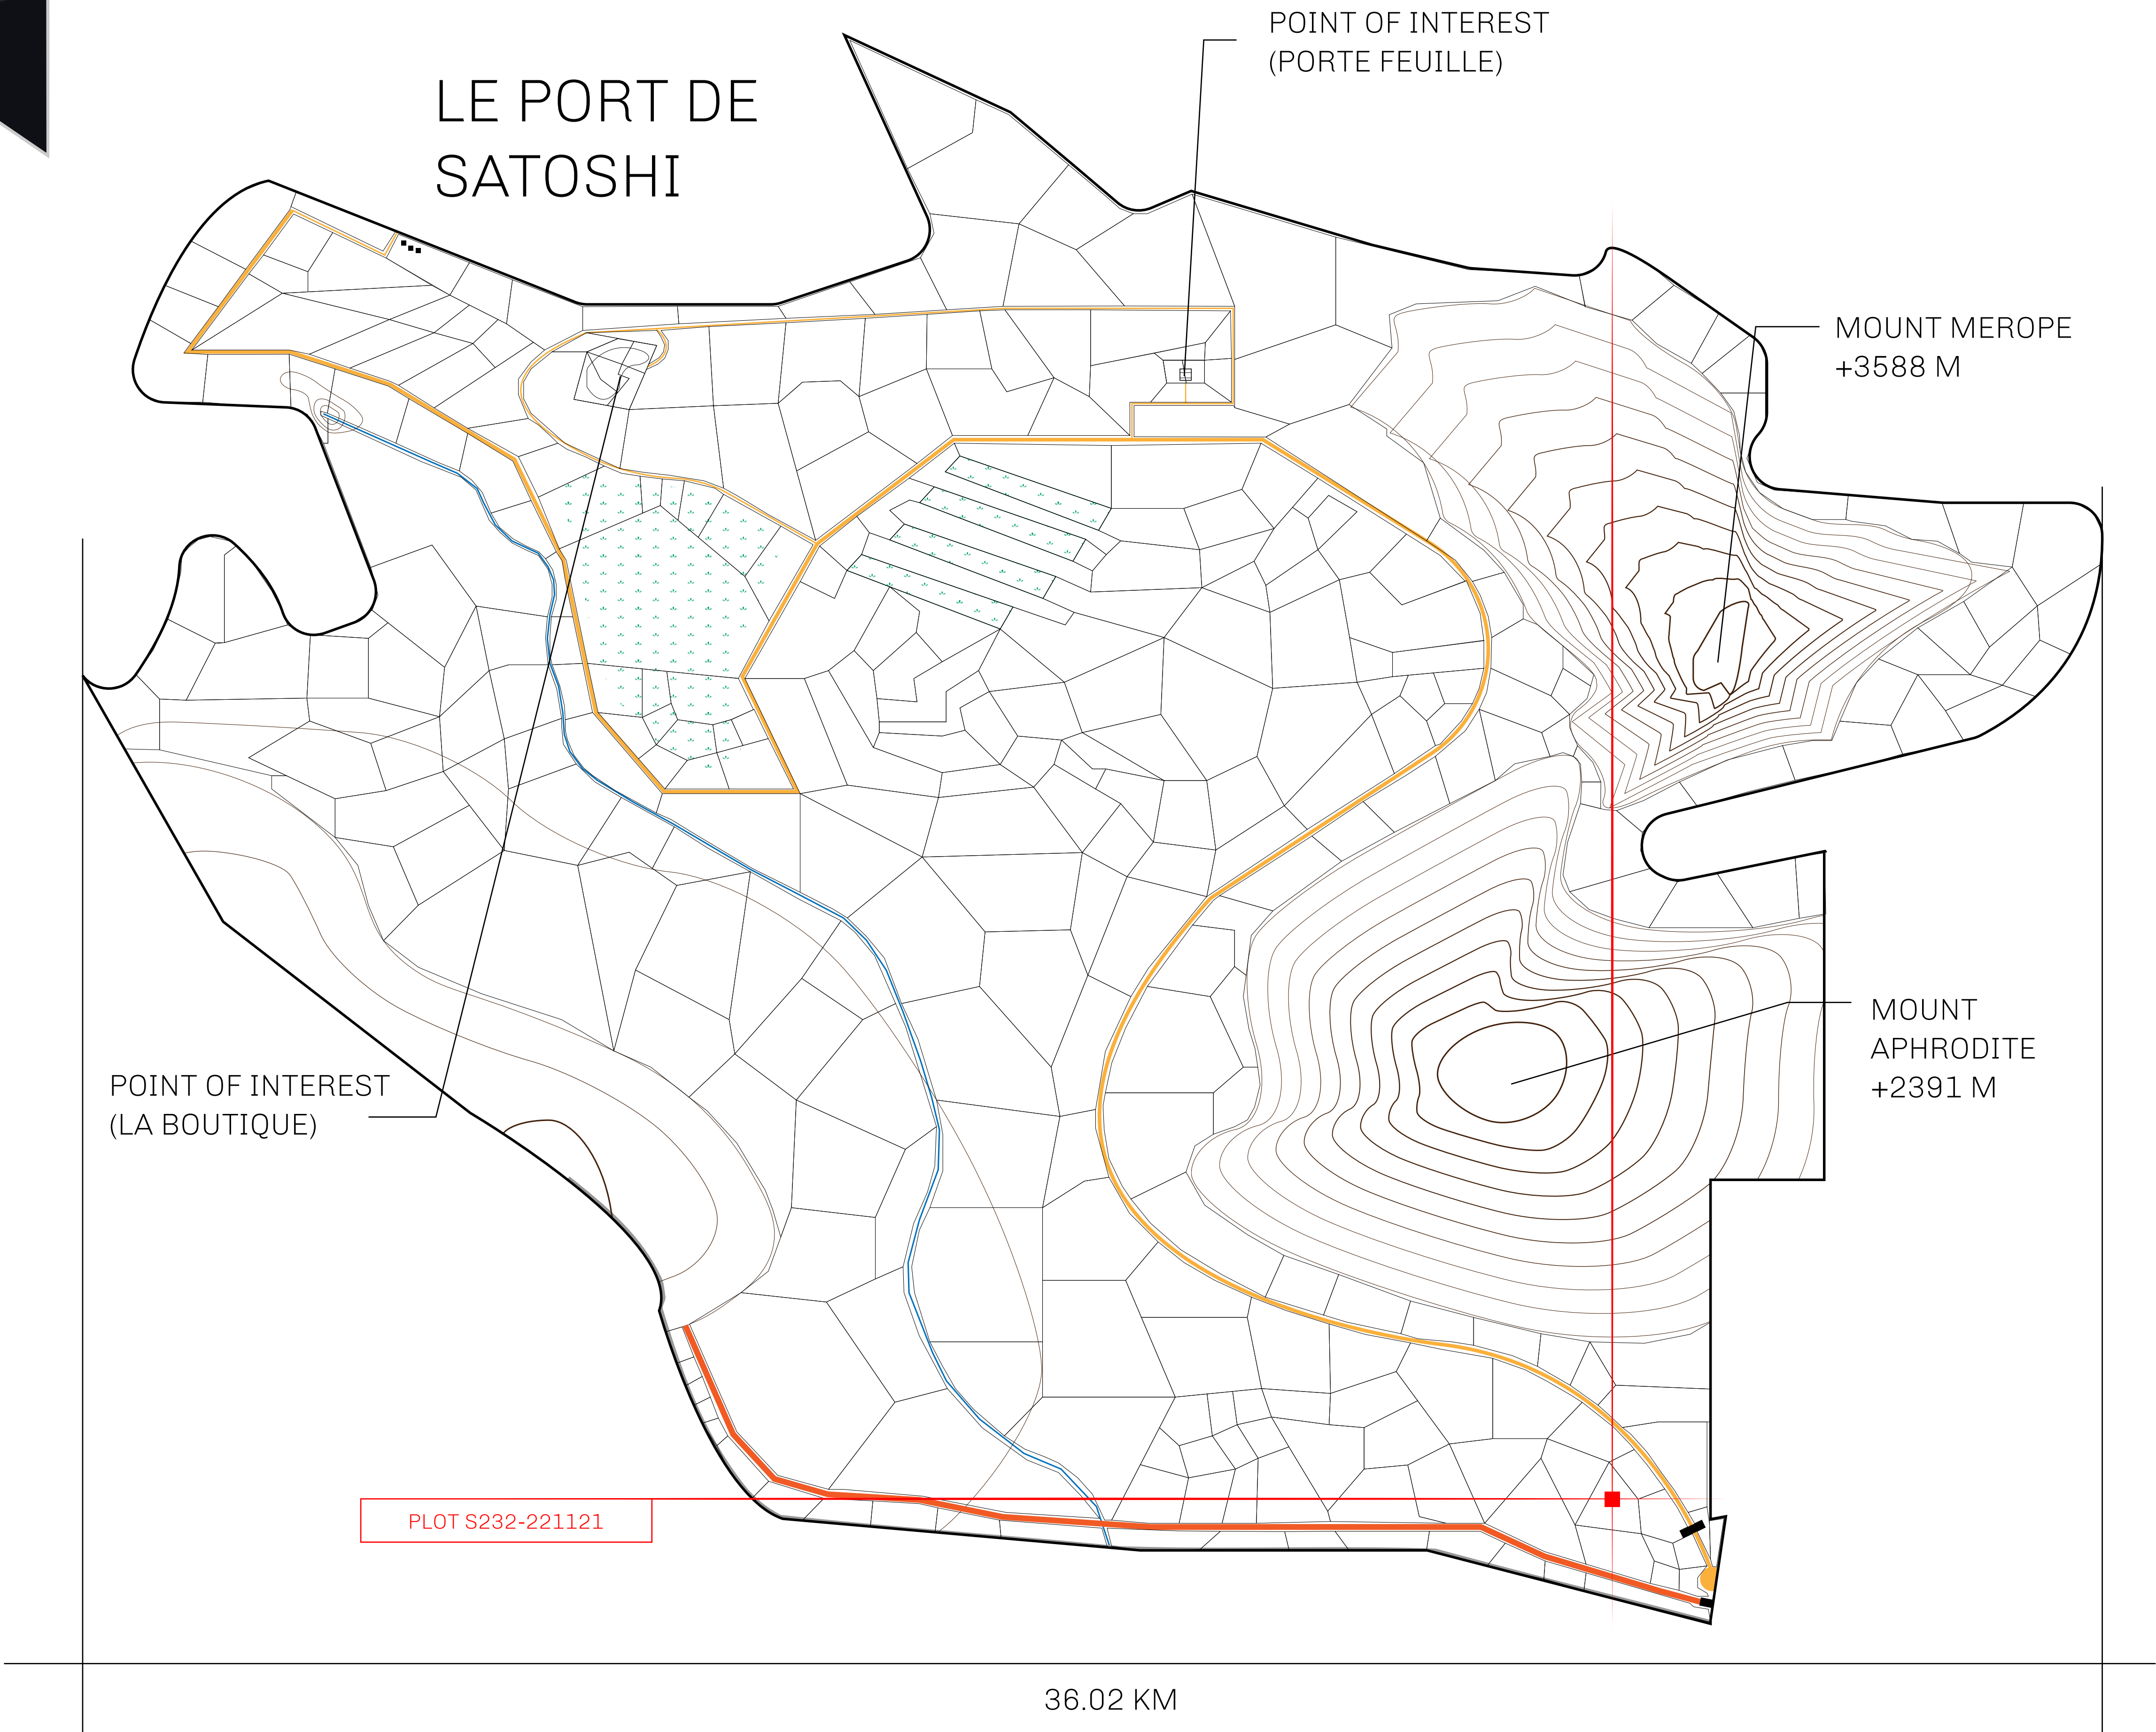 POINT OF INTEREST
(PORTE FEUILLE)
LE PORT DE
SATOSHI
MOUNT MEROPE
+3588 M
MOUNT
APHRODITE
+2391 M
POINT OF INTEREST
(LA BOUTIQUE)
PLOT S232-221121
36.02 KM